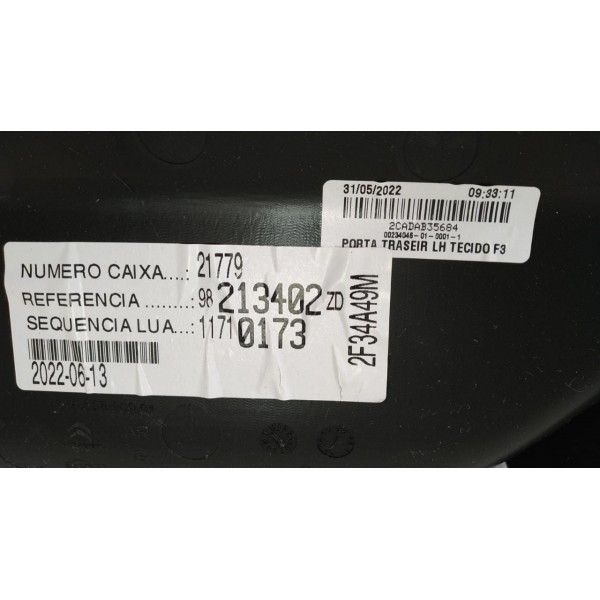 31/05/2022 09:33:11
2CADAB35684
00234046-01-0001-1
PORTA TRASEIR LH TECIDO F3
NUMERO CAIXA....: 21779
REFERENCIA ........: 98 213402 ZD
SEQUENCIA LUA..: 1171 0173
2022-06-13
2F34A49M